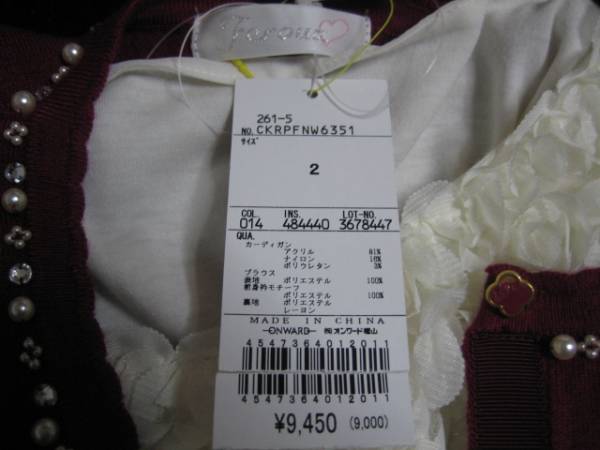 Feroux
261-5
NO. CKRPFNW6351
サイズ
2
COL. INS. LOT-NO.
014 484440 3678447
QUA.
カーディガン
アクリル 81%
ナイロン 16%
ポリウレタン 3%
ブラウス
表地 ポリエステル 100%
前身衿モチーフ
ポリエステル 100%
裏地 ポリエステル
レーヨン
MADE IN CHINA
ONWARD ㈱オンワード樫山
4547364012011
4547364012011
¥9,450 (9,000)